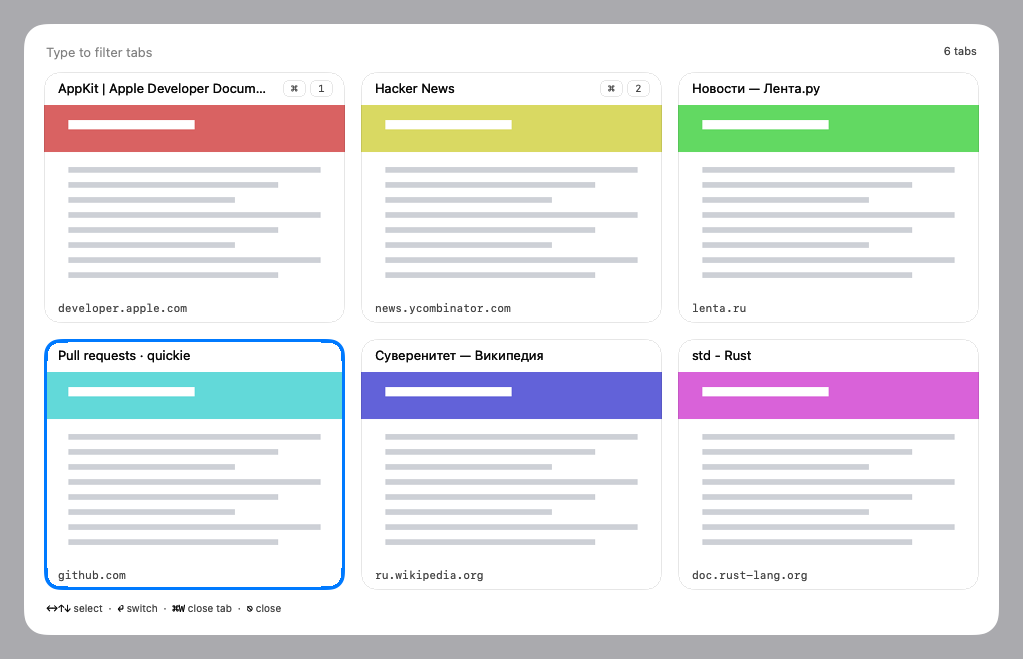 Type to filter tabs
6 tabs
AppKit | Apple Developer Docum... ⌘ 1
Hacker News ⌘ 2
Новости — Лента.ру
developer.apple.com
news.ycombinator.com
lenta.ru
Pull requests · quickie
Суверенитет — Википедия
std - Rust
github.com
ru.wikipedia.org
doc.rust-lang.org
↔↑↓ select · ↲ switch · ⌘W close tab · ⎋ close